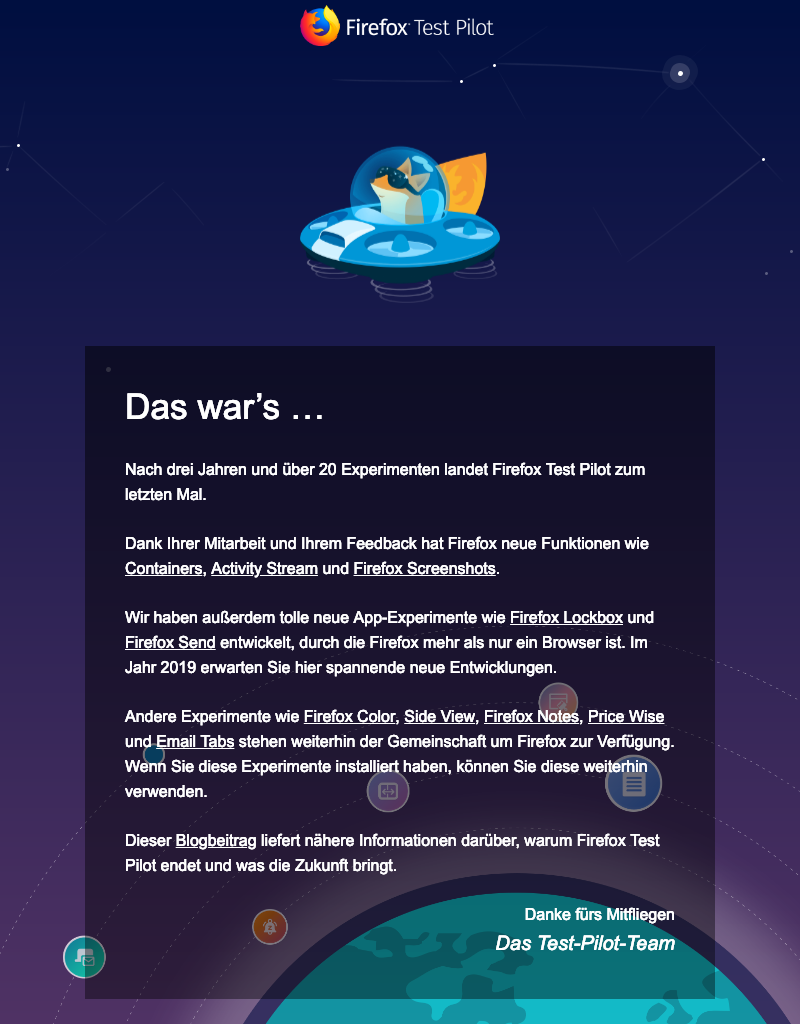 Firefox Test Pilot
Das war’s …
Nach drei Jahren und über 20 Experimenten landet Firefox Test Pilot zum
letzten Mal.
Dank Ihrer Mitarbeit und Ihrem Feedback hat Firefox neue Funktionen wie
Containers, Activity Stream und Firefox Screenshots.
Wir haben außerdem tolle neue App-Experimente wie Firefox Lockbox und
Firefox Send entwickelt, durch die Firefox mehr als nur ein Browser ist. Im
Jahr 2019 erwarten Sie hier spannende neue Entwicklungen.
Andere Experimente wie Firefox Color, Side View, Firefox Notes, Price Wise
und Email Tabs stehen weiterhin der Gemeinschaft um Firefox zur Verfügung.
Wenn Sie diese Experimente installiert haben, können Sie diese weiterhin
verwenden.
Dieser Blogbeitrag liefert nähere Informationen darüber, warum Firefox Test
Pilot endet und was die Zukunft bringt.
Danke fürs Mitfliegen
Das Test-Pilot-Team